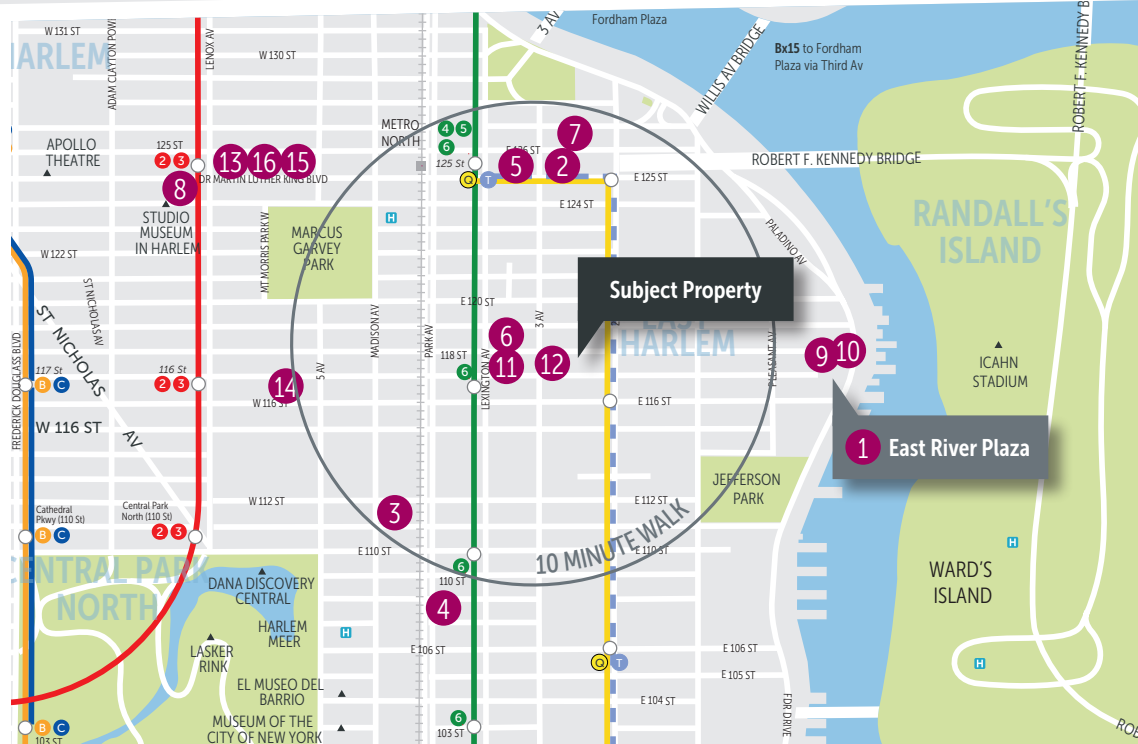 W 131 ST
ADAM CLAYTON POW
LENOX AV
3 AV
Fordham Plaza
WILLIS AV BRIDGE
Bx15 to Fordham
Plaza via Third Av
ROBERT F. KENNEDY B
HARLEM
W 130 ST
METRO
NORTH
4 5
6
7
APOLLO
THEATRE
125 ST
2 3
13 16 15
125 St
E 126 ST
5 2
ROBERT F. KENNEDY BRIDGE
8
DR MARTIN LUTHER KING BLVD
Q T
E 125 ST
STUDIO
MUSEUM
IN HARLEM
MT MORRIS PARK W
MARCUS
GARVEY
PARK
H
E 124 ST
PALADINO AV
RANDALL'S
ISLAND
W 122 ST
ST NICHOLAS AV
ST NICHOLAS
AV
Subject Property
E 120 ST
3 AV
EAST
HARLEM
FREDERICK DOUGLASS BLVD
5 AV
MADISON AV
PARK AV
LEXINGTON AV
PLEASANT AV
6
11
12
9 10
118 ST
6
ICAHN
STADIUM
117 St
B C
116 St
2 3
14
W 116 ST
E 116 ST
W 116 ST
1 East River Plaza
JEFFERSON
PARK
W 112 ST
E 112 ST
3
Cathedral
Pkwy (110 St)
B C
Central Park
North (110 St)
2 3
E 110 ST
10 MINUTE WALK
E 110 ST
H
6
110 ST
CENTRAL PARK
NORTH
DANA DISCOVERY
CENTRAL
4
WARD'S
ISLAND
HARLEM
MEER
H
LASKER
RINK
E 106 ST
E 106 ST
Q T
H
E 105 ST
EL MUSEO DEL
BARRIO
E 104 ST
FDR DRIVE
MUSEUM OF THE
CITY OF NEW YORK
6
103 ST
B C
103 ST
ROB